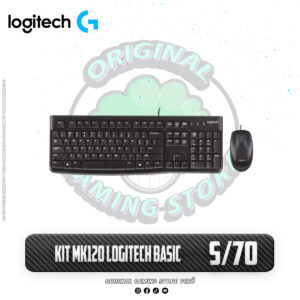 logitech G
ORIGINAL
GAMING STORE
KIT MK120 LOGITECH BASIC
S/70
ORIGINAL GAMING STORE PERÚ